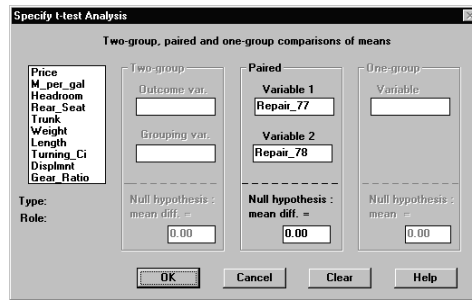 Specify t-test Analysis
Two-group, paired and one-group comparisons of means
Price
M_per_gal
Headroom
Rear_Seat
Trunk
Weight
Length
Turning_Ci
Displmnt
Gear_Ratio
Type:
Role:
Two-group
Outcome var.
Grouping var.
Null hypothesis :
mean diff. =
0.00
Paired
Variable 1
Repair_77
Variable 2
Repair_78
Null hypothesis :
mean diff. =
0.00
One-group
Variable
Null hypothesis :
mean =
0.00
OK
Cancel
Clear
Help